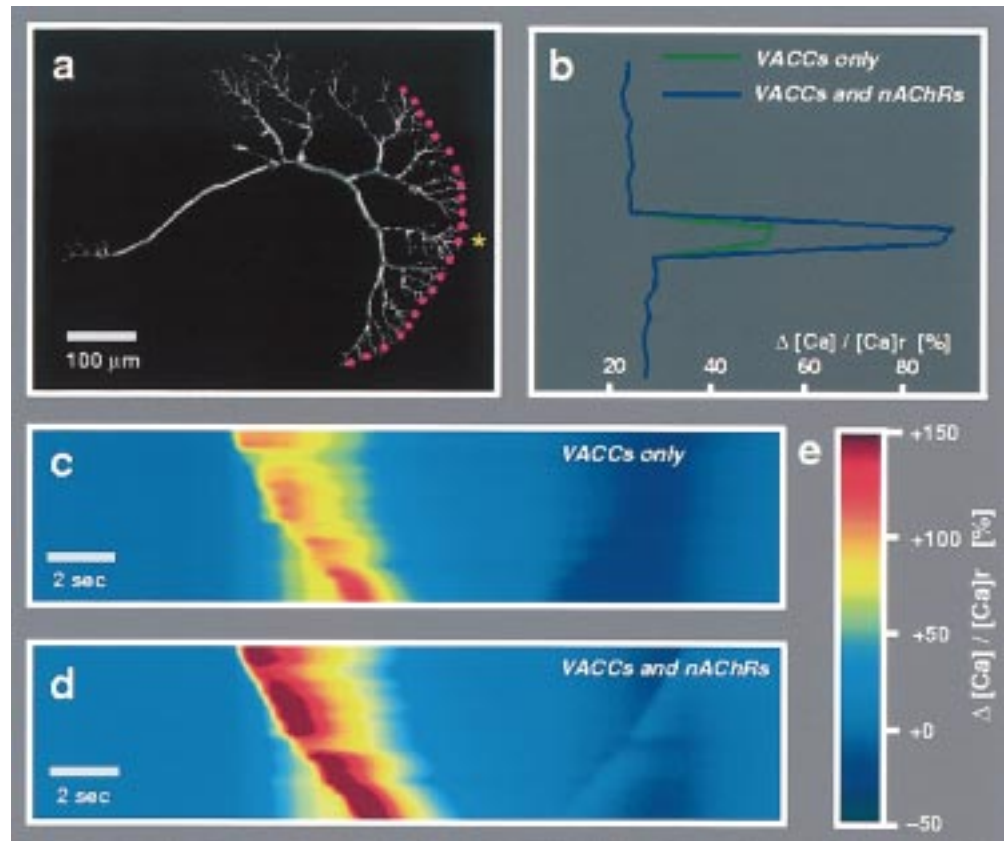 a
100 μm
*
b
VACCs only
VACCs and nAChRs
Δ [Ca] / [Ca]r [%]
20 40 60 80
c
VACCs only
2 sec
d
VACCs and nAChRs
2 sec
e
+150
+100
+50
+0
–50
Δ [Ca] / [Ca]r [%]